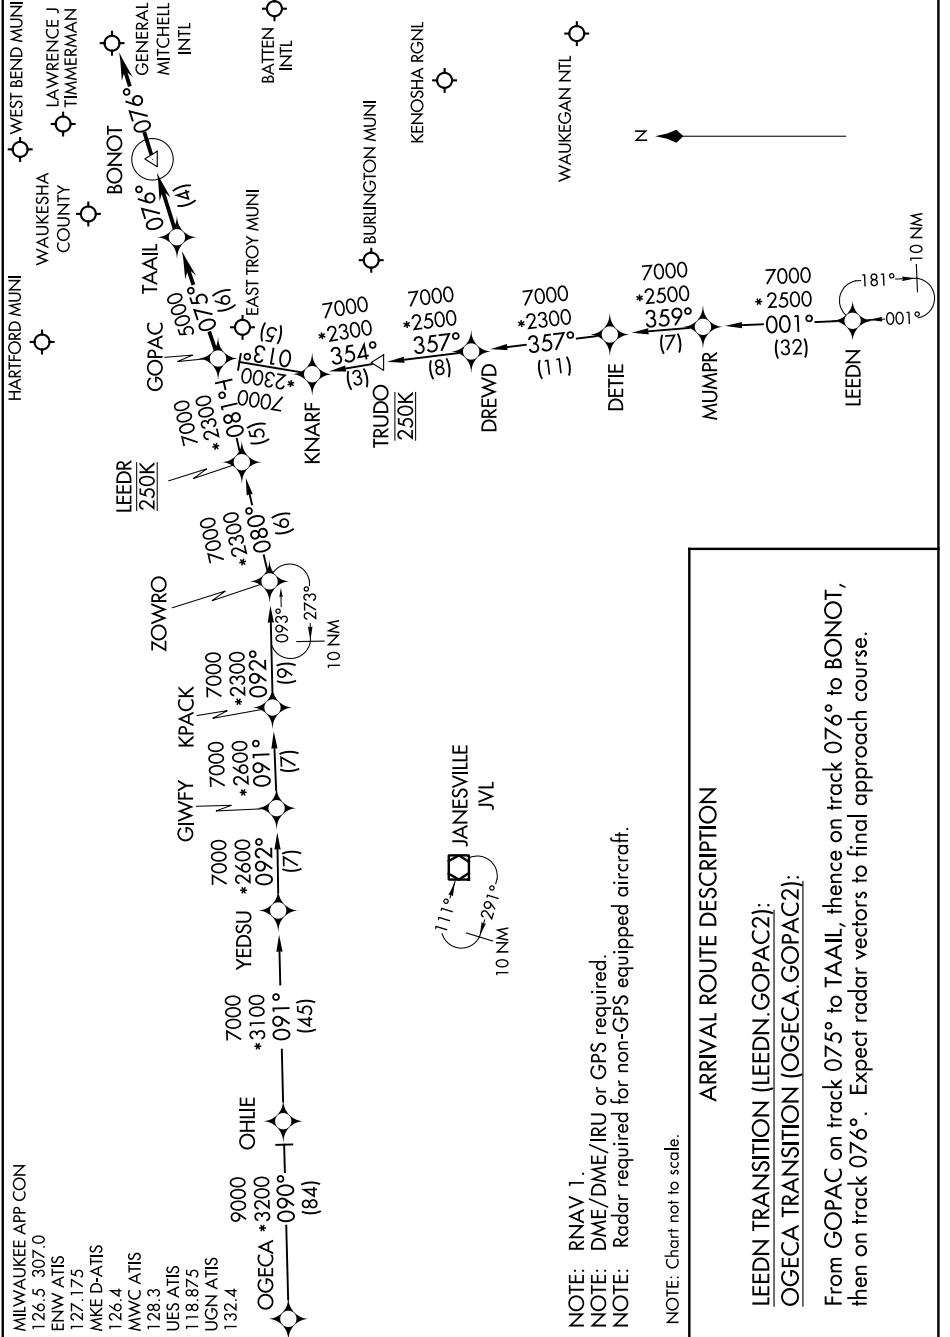 MILWAUKEE APP CON
126.5 307.0
ENW ATIS
127.175
MKE D-ATIS
126.4
MWC ATIS
128.3
UES ATIS
118.875
UGN ATIS
132.4
HARTFORD MUNI
WAUKESHA
COUNTY
WEST BEND MUNI
LAWRENCE J
TIMMERMAN
GENERAL
MITCHELL
INTL
BATTEN
INTL
KENOSHA RGNL
WAUKEGAN NTL
BURLINGTON MUNI
EAST TROY MUNI
N
OGECA
9000
*3200
090°
(84)
OHLIE
7000
*3100
091°
(45)
YEDSU
7000
*2600
092°
(7)
GIWFY
7000
*2600
091°
(7)
KPACK
7000
*2300
092°
(9)
ZOWRO
093°
273°
10 NM
7000
*2300
080°
(6)
LEEDR
250K
7000
*2300
081°
(5)
GOPAC
5000
075°
(6)
TAAIL
076°
(4)
BONOT
076°
7000
*2300
013°
(5)
KNARF
7000
*2300
354°
(3)
TRUDO
250K
7000
*2500
357°
(8)
DREWD
7000
*2300
357°
(11)
DETIE
7000
*2500
359°
(7)
MUMPR
7000
*2500
001°
(32)
LEEDN
181°
001°
10 NM
JANESVILLE
JVL
111°
291°
10 NM
NOTE: RNAV 1.
NOTE: DME/DME/IRU or GPS required.
NOTE: Radar required for non-GPS equipped aircraft.
NOTE: Chart not to scale.
ARRIVAL ROUTE DESCRIPTION
LEEDN TRANSITION (LEEDN.GOPAC2):
OGECA TRANSITION (OGECA.GOPAC2):
From GOPAC on track 075° to TAAIL, thence on track 076° to BONOT,
then on track 076°. Expect radar vectors to final approach course.